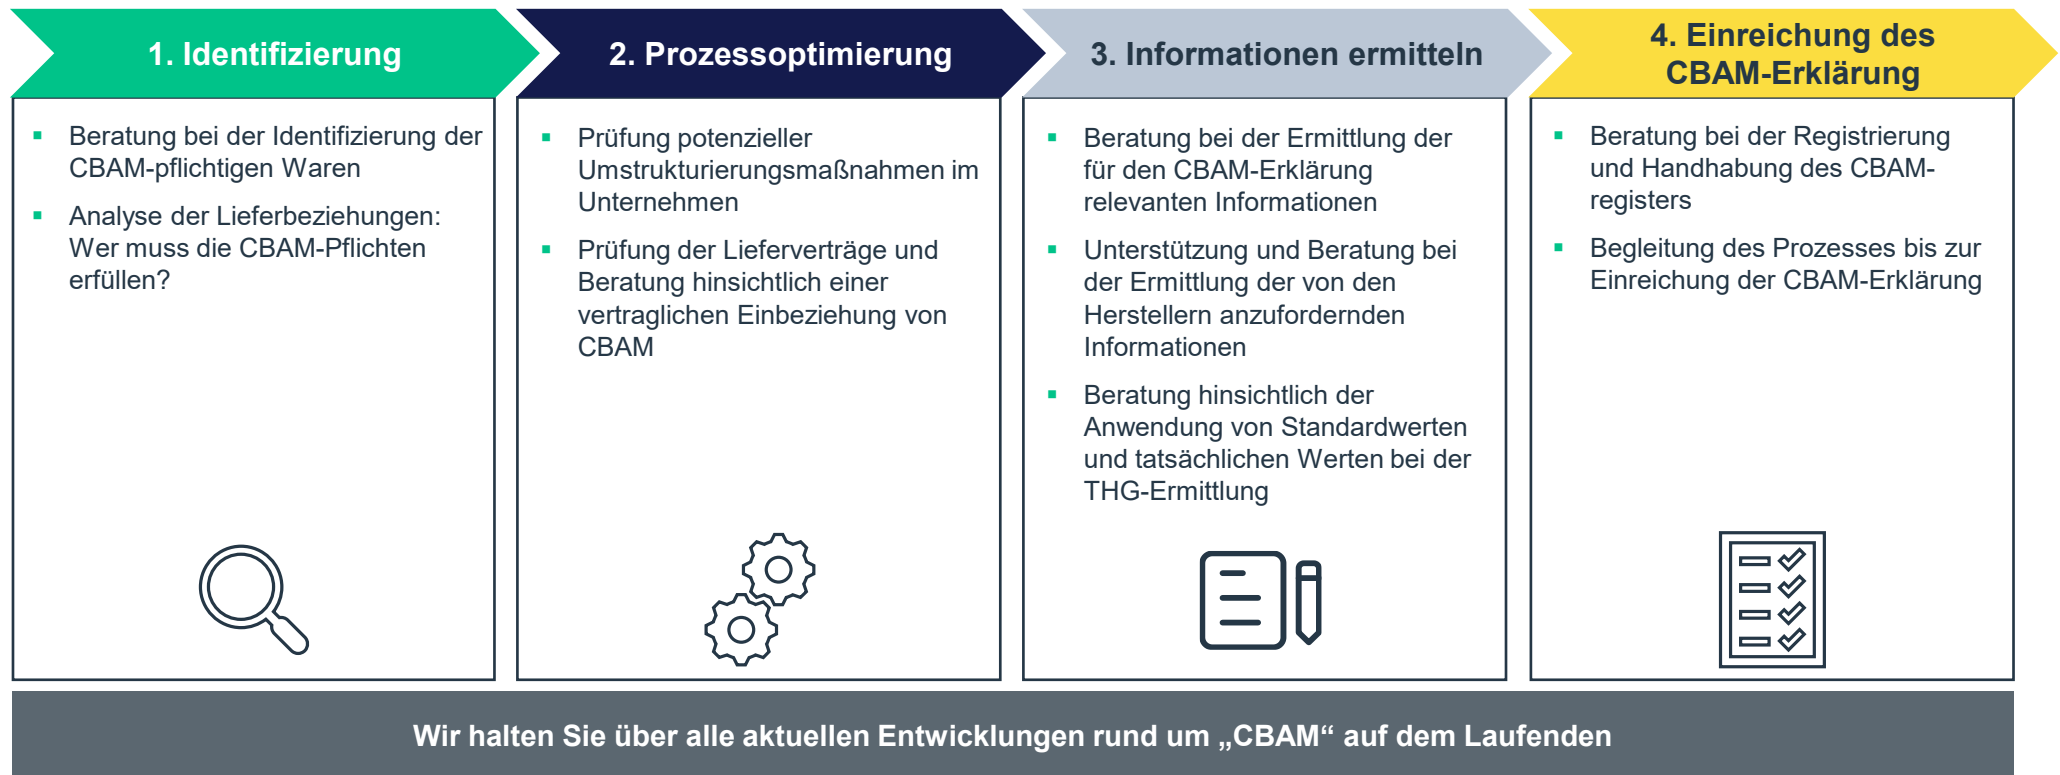 1. Identifizierung
Beratung bei der Identifizierung der
CBAM-pflichtigen Waren
Analyse der Lieferbeziehungen:
Wer muss die CBAM-Pflichten
erfüllen?
2. Prozessoptimierung
Prüfung potenzieller
Umstrukturierungsmaßnahmen im
Unternehmen
Prüfung der Lieferverträge und
Beratung hinsichtlich einer
vertraglichen Einbeziehung von
CBAM
3. Informationen ermitteln
Beratung bei der Ermittlung der
für den CBAM-Erklärung
relevanten Informationen
Unterstützung und Beratung bei
der Ermittlung der von den
Herstellern anzufordernden
Informationen
Beratung hinsichtlich der
Anwendung von Standardwerten
und tatsächlichen Werten bei der
THG-Ermittlung
4. Einreichung des
CBAM-Erklärung
Beratung bei der Registrierung
und Handhabung des CBAM-
registers
Begleitung des Prozesses bis zur
Einreichung der CBAM-Erklärung
Wir halten Sie über alle aktuellen Entwicklungen rund um „CBAM“ auf dem Laufenden